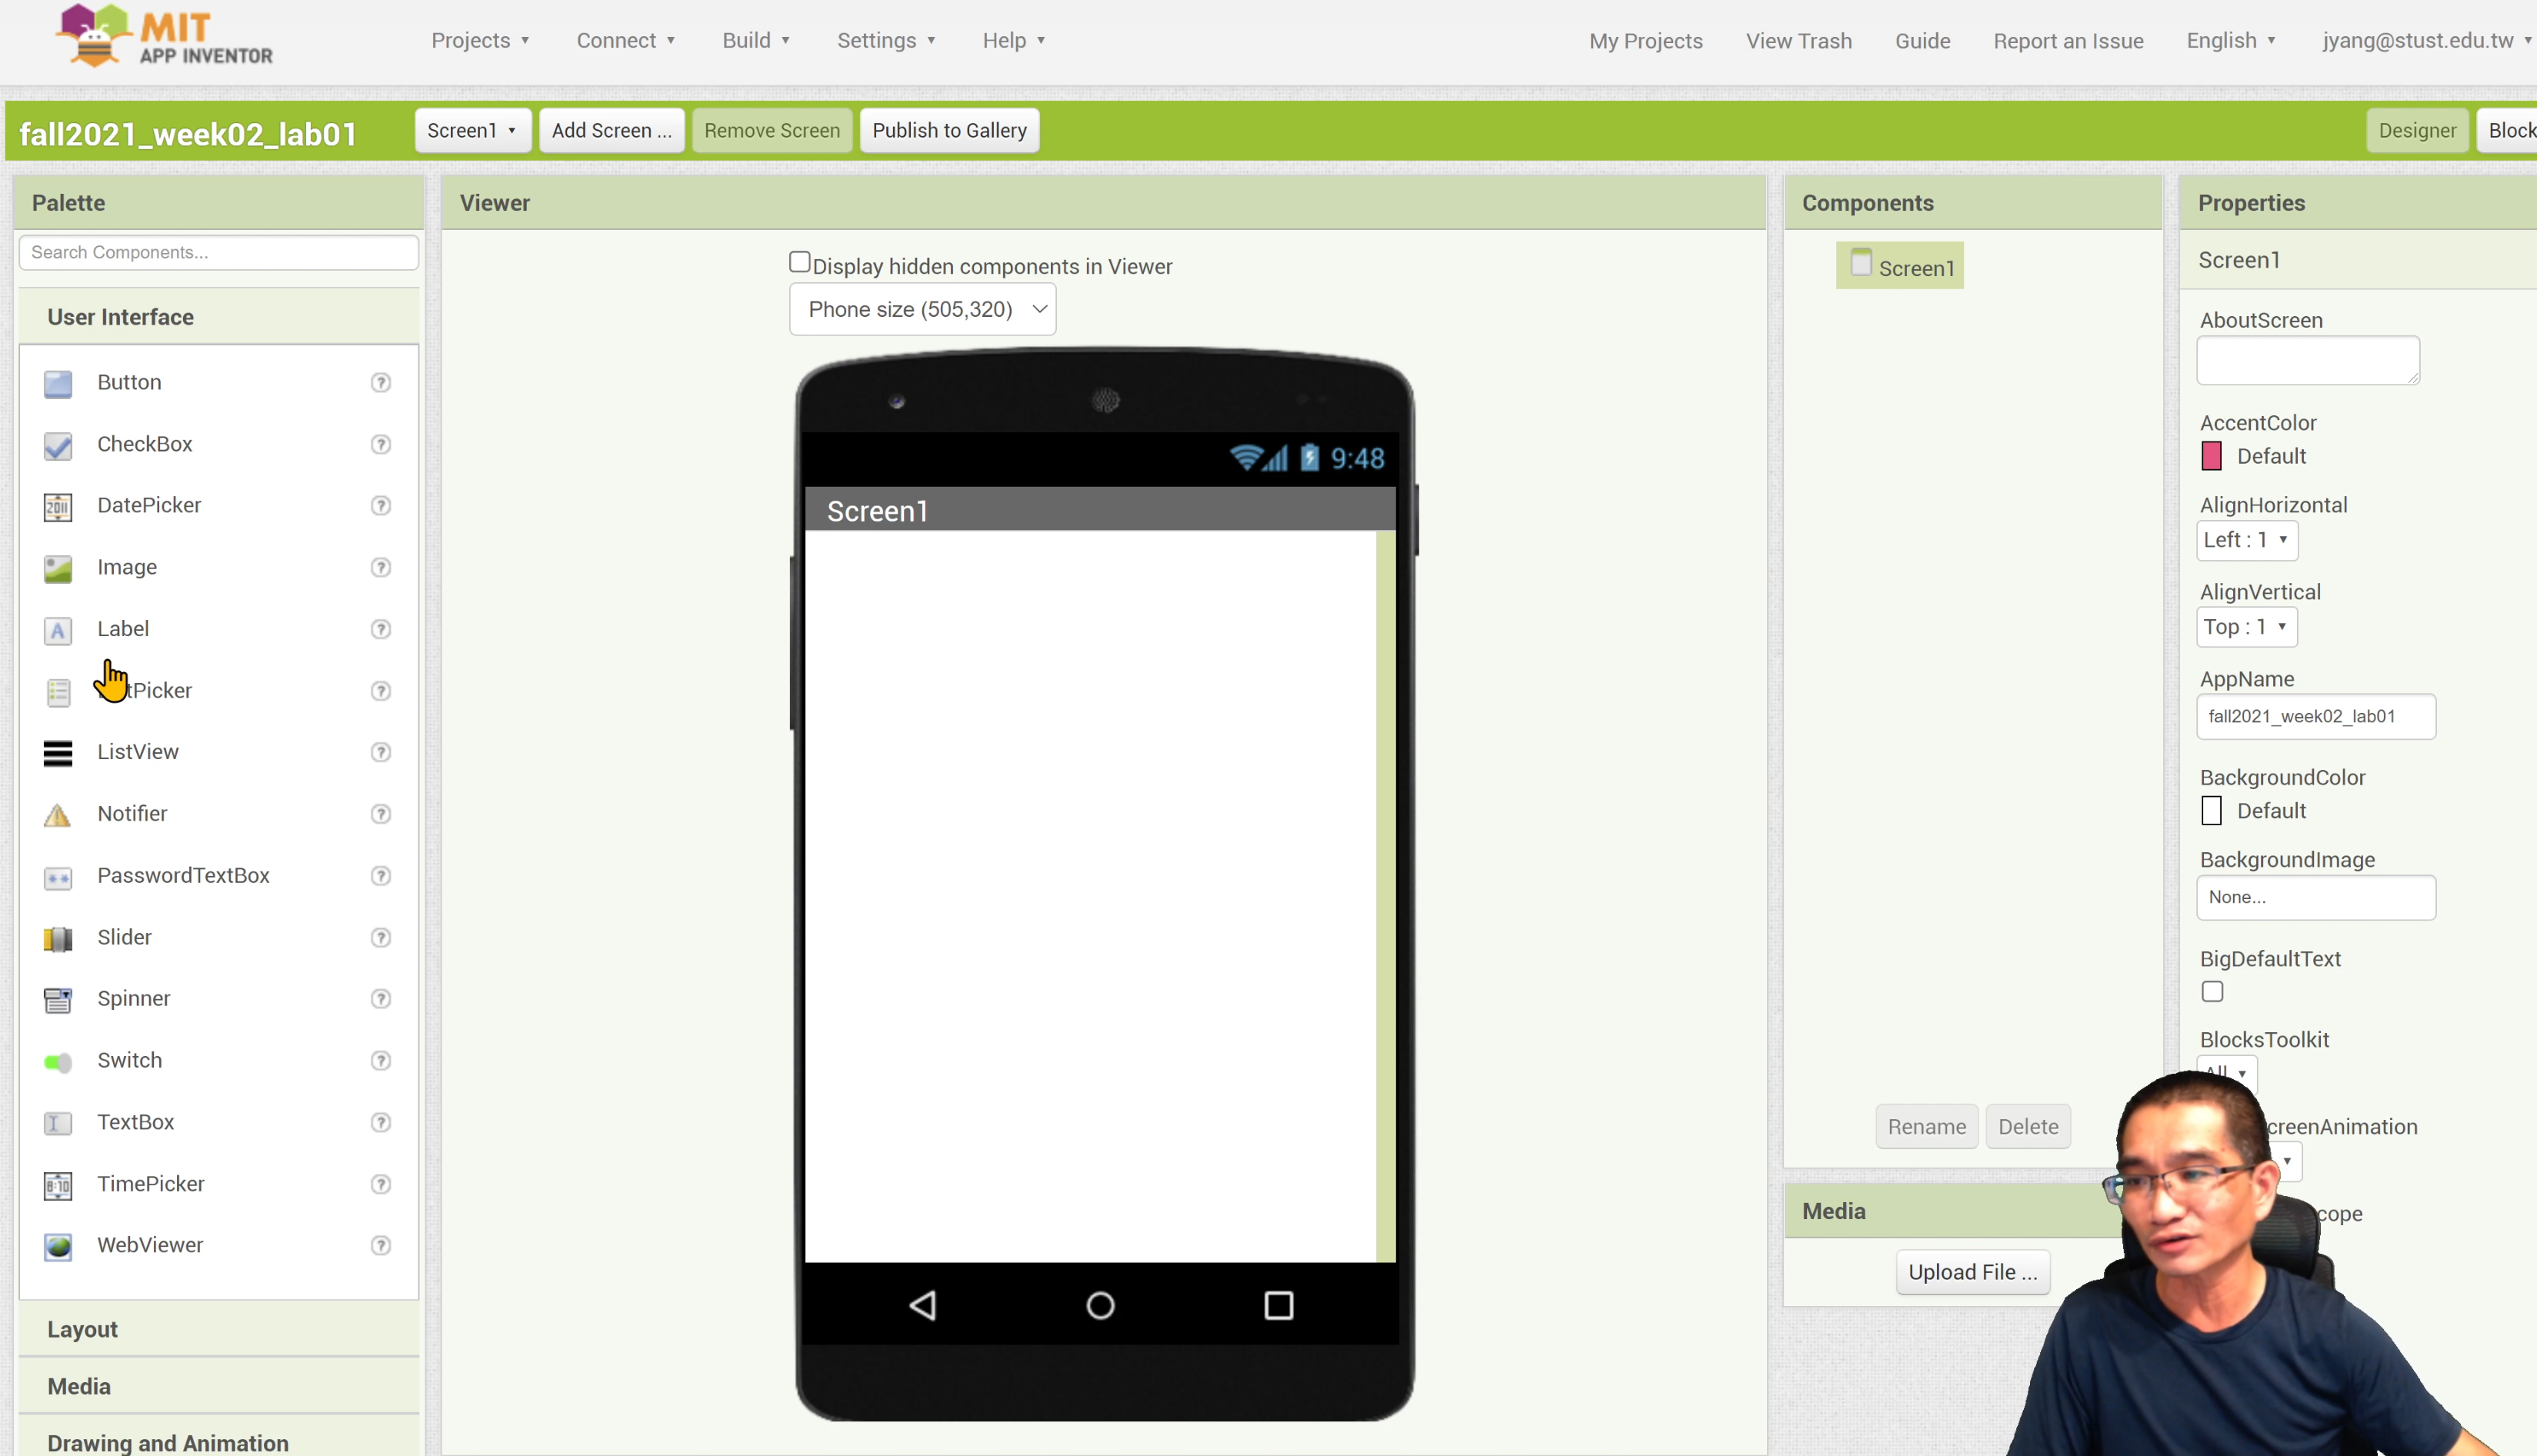 MIT
APP INVENTOR
Projects
Connect
Build
Settings
Help
My Projects
View Trash
Guide
Report an Issue
English
jyang@stust.edu.tw
fall2021_week02_lab01
Screen1
Add Screen ...
Remove Screen
Publish to Gallery
Designer
Block
Palette
Search Components...
User Interface
Button
CheckBox
DatePicker
Image
Label
tPicker
ListView
Notifier
PasswordTextBox
Slider
Spinner
Switch
TextBox
TimePicker
WebViewer
Layout
Media
Drawing and Animation
Viewer
Display hidden components in Viewer
Phone size (505,320)
9:48
Screen1
Components
Screen1
Rename
Delete
Media
Upload File ...
Properties
Screen1
AboutScreen
AccentColor
Default
AlignHorizontal
Left : 1
AlignVertical
Top : 1
AppName
fall2021_week02_lab01
BackgroundColor
Default
BackgroundImage
None...
BigDefaultText
BlocksToolkit
All
creenAnimation
cope